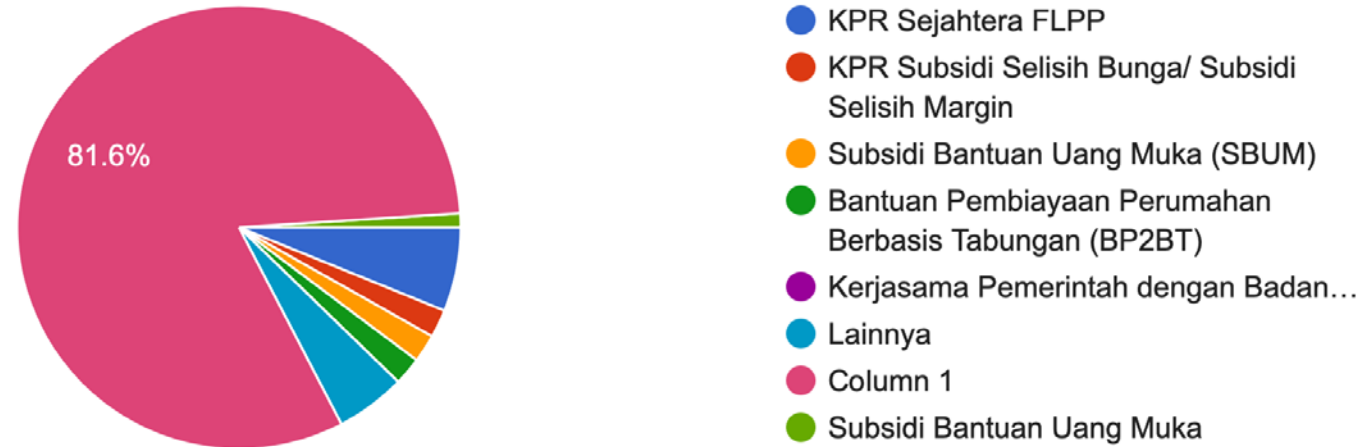 81.6%
KPR Sejahtera FLPP
KPR Subsidi Selisih Bunga/ Subsidi
Selisih Margin
Subsidi Bantuan Uang Muka (SBUM)
Bantuan Pembiayaan Perumahan
Berbasis Tabungan (BP2BT)
Kerjasama Pemerintah dengan Badan…
Lainnya
Column 1
Subsidi Bantuan Uang Muka